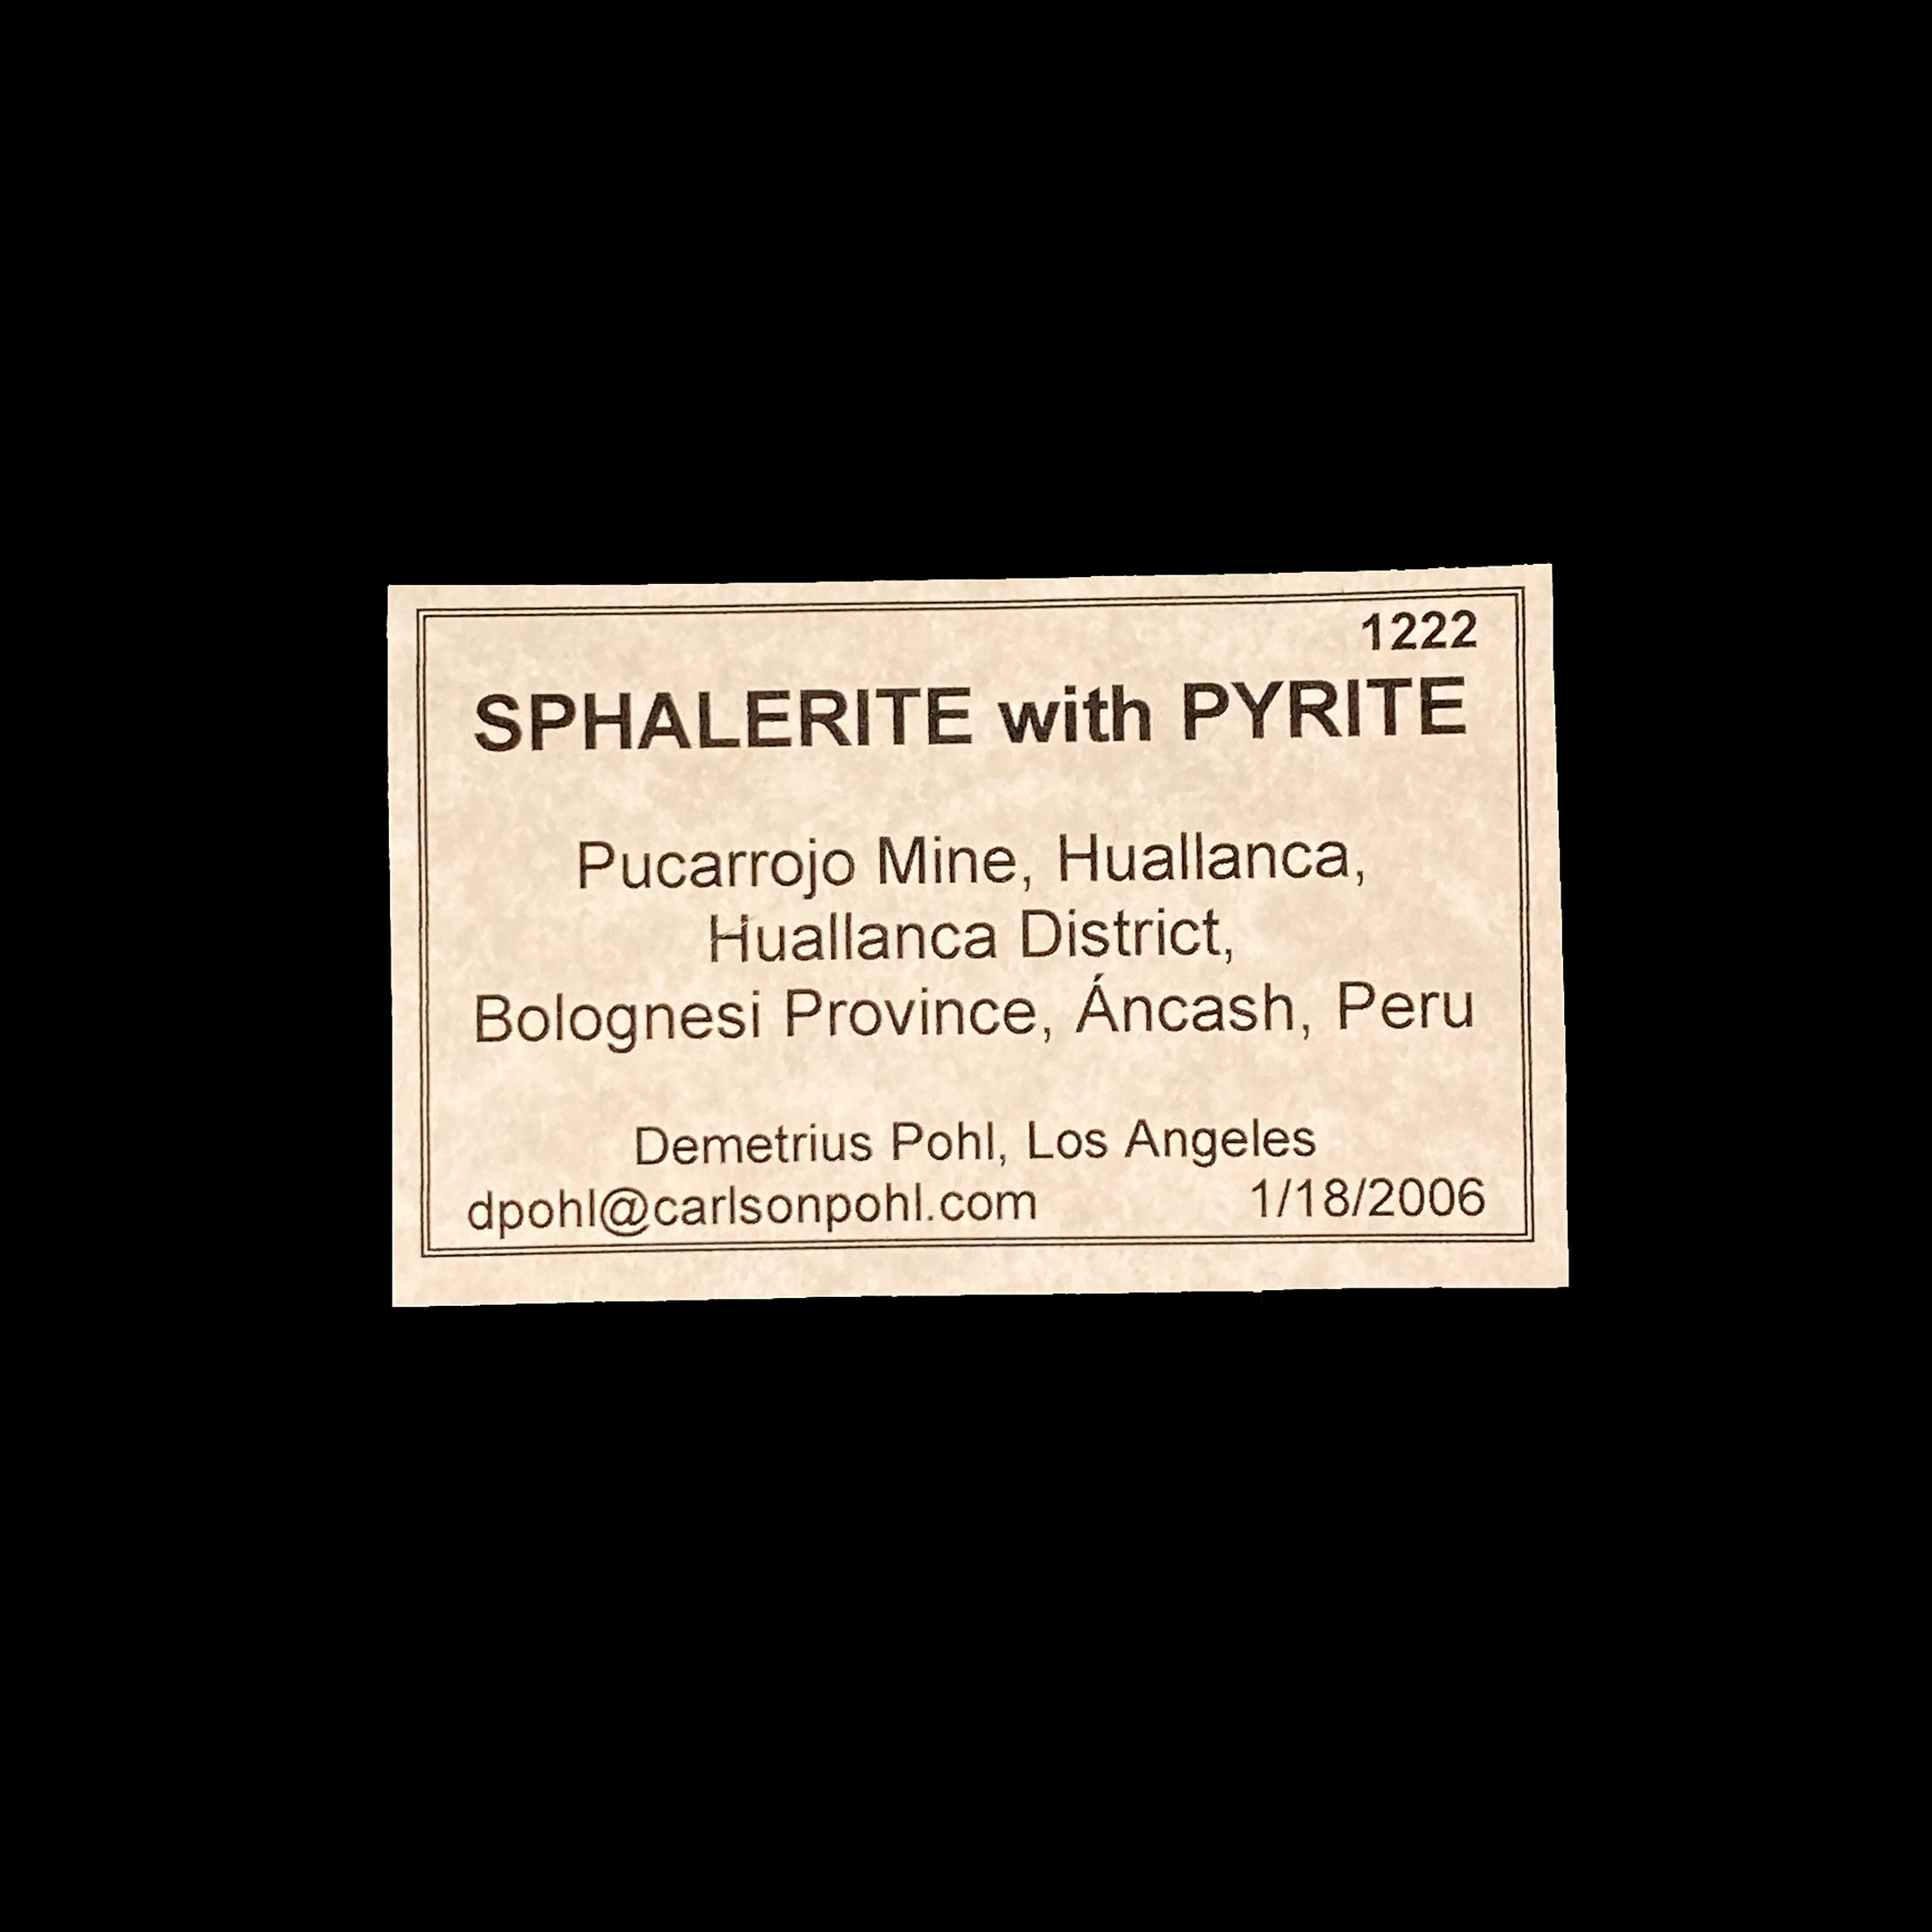 1222
SPHALERITE with PYRITE
Pucarrojo Mine, Huallanca,
Huallanca District,
Bolognesi Province, Áncash, Peru
Demetrius Pohl, Los Angeles
dpohl@carlsonpohl.com 1/18/2006